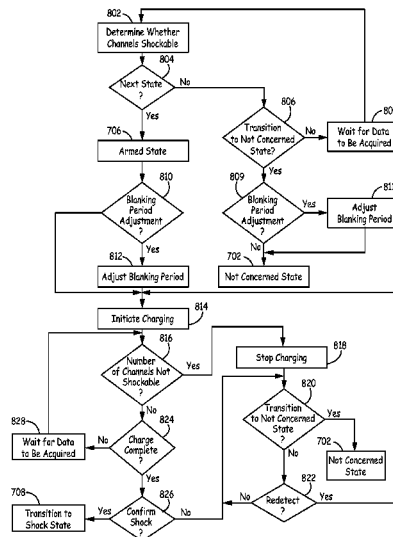 802
Determine Whether
Channels Shockable
804
Next State
?
No
Yes
706
Armed State
806
Transition
to Not Concerned
State?
No
Wait for Data
to Be Acquired
Yes
810
Blanking
Period
Adjustment
?
Yes
809
Blanking
Period
Adjustment
?
Yes
Adjust
Blanking Period
No
812
Adjust Blanking Period
702
Not Concerned State
Initiate Charging
814
816
Number
of Channels Not
Shockable
?
Yes
No
Stop Charging
818
820
Transition
to Not Concerned
State
?
Yes
702
Not Concerned
State
No
828
Wait for Data
to Be Acquired
824
Charge
Complete
?
No
Yes
708
Transition to
Shock State
826
Confirm
Shock
?
Yes
No
822
Redetect
?
No
Yes